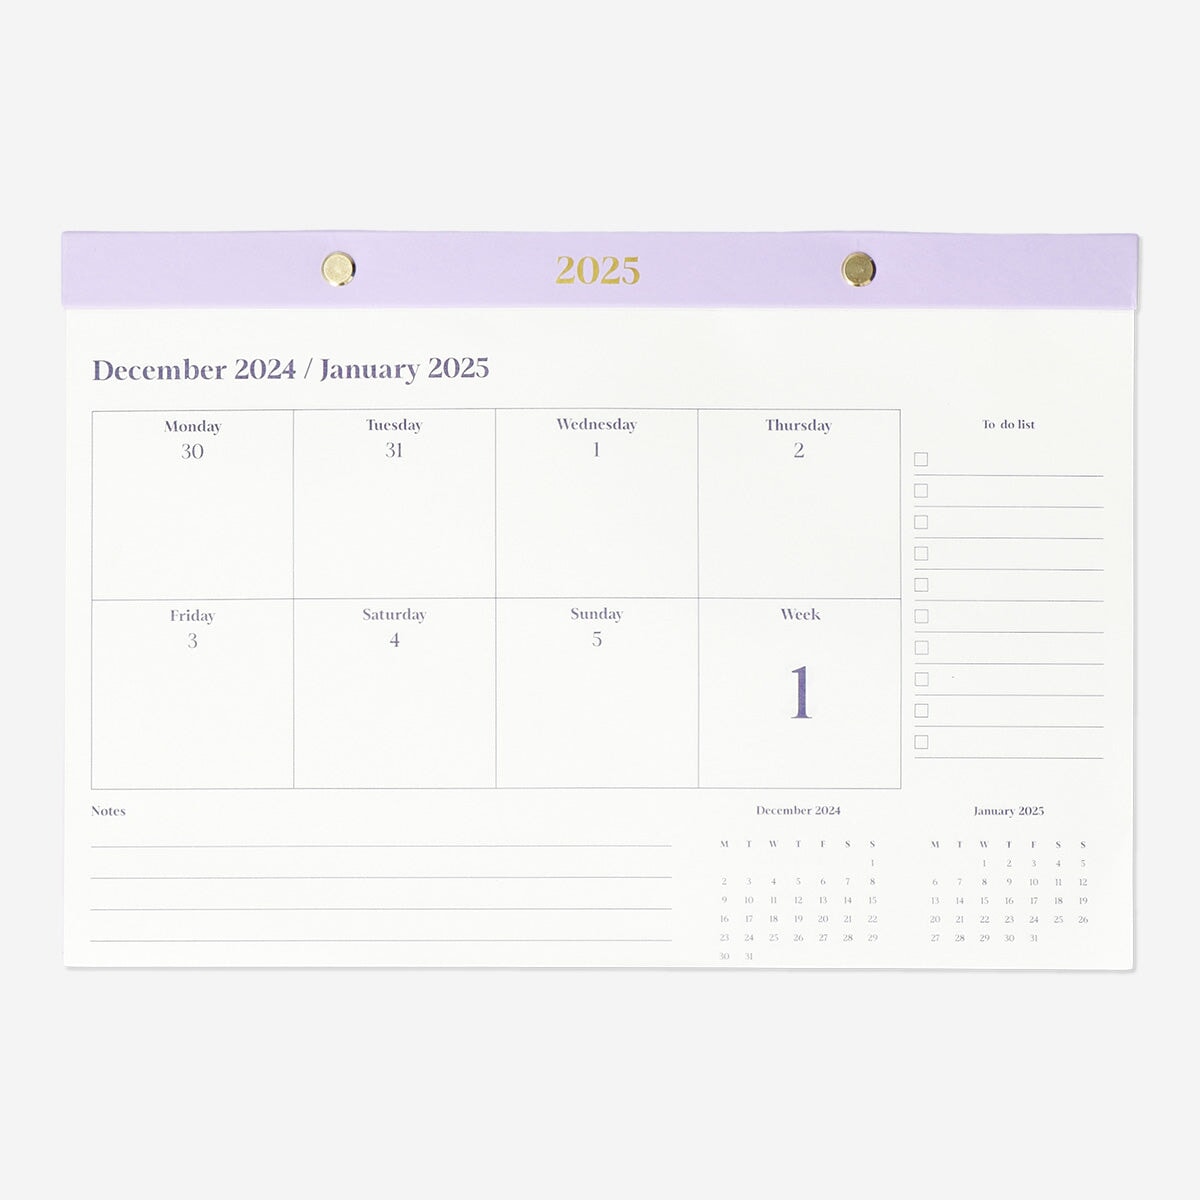 2025
December 2024 / January 2025
Monday Tuesday Wednesday Thursday
30 31 1 2
To do list
Friday Saturday Sunday Week
3 4 5
1
Notes
December 2024
M T W T F S S
1
2 3 4 5 6 7 8
9 10 11 12 13 14 15
16 17 18 19 20 21 22
23 24 25 26 27 28 29
30 31
January 2025
M T W T F S S
1 2 3 4 5
6 7 8 9 10 11 12
13 14 15 16 17 18 19
20 21 22 23 24 25 26
27 28 29 30 31